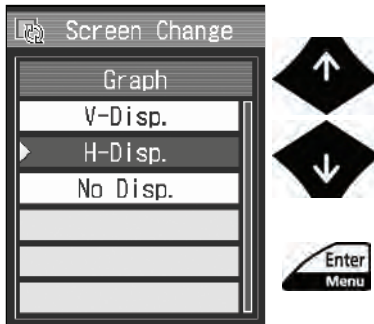 Screen Change
Graph
V-Disp.
H-Disp.
No Disp.
Enter
Menu